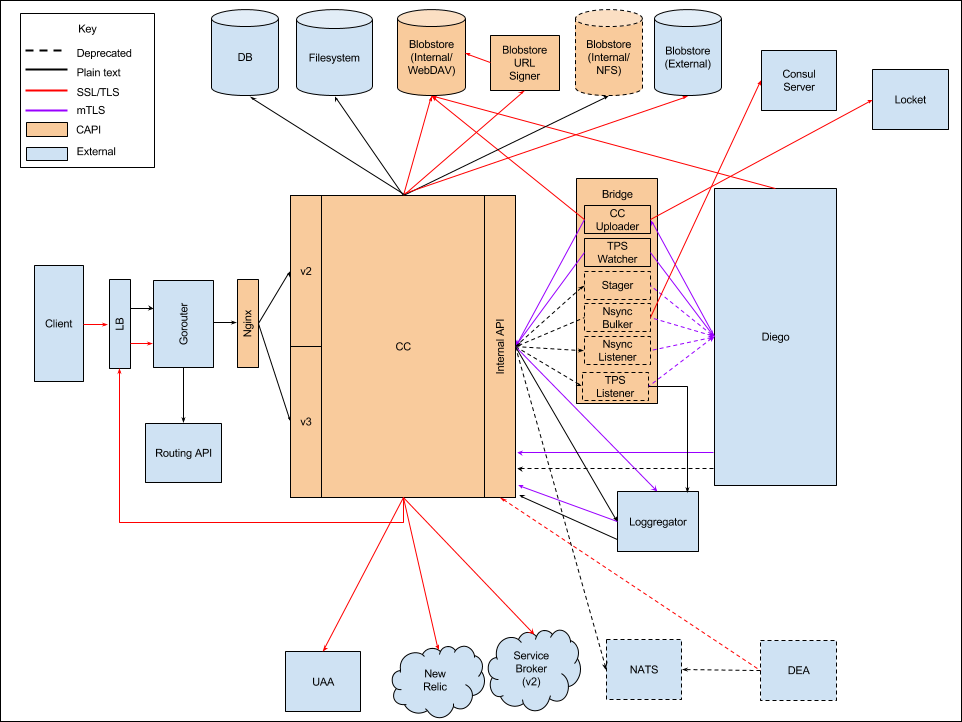 Key
Deprecated
Plain text
SSL/TLS
mTLS
CAPI
External
DB
Filesystem
Blobstore
(Internal/
WebDAV)
Blobstore
URL
Signer
Blobstore
(Internal/
NFS)
Blobstore
(External)
Consul
Server
Locket
Bridge
CC
Uploader
TPS
Watcher
Stager
Nsync
Bulker
Nsync
Listener
TPS
Listener
Diego
Client
LB
Gorouter
Nginx
v2
v3
CC
Internal API
Routing API
Loggregator
UAA
New
Relic
Service
Broker
(v2)
NATS
DEA